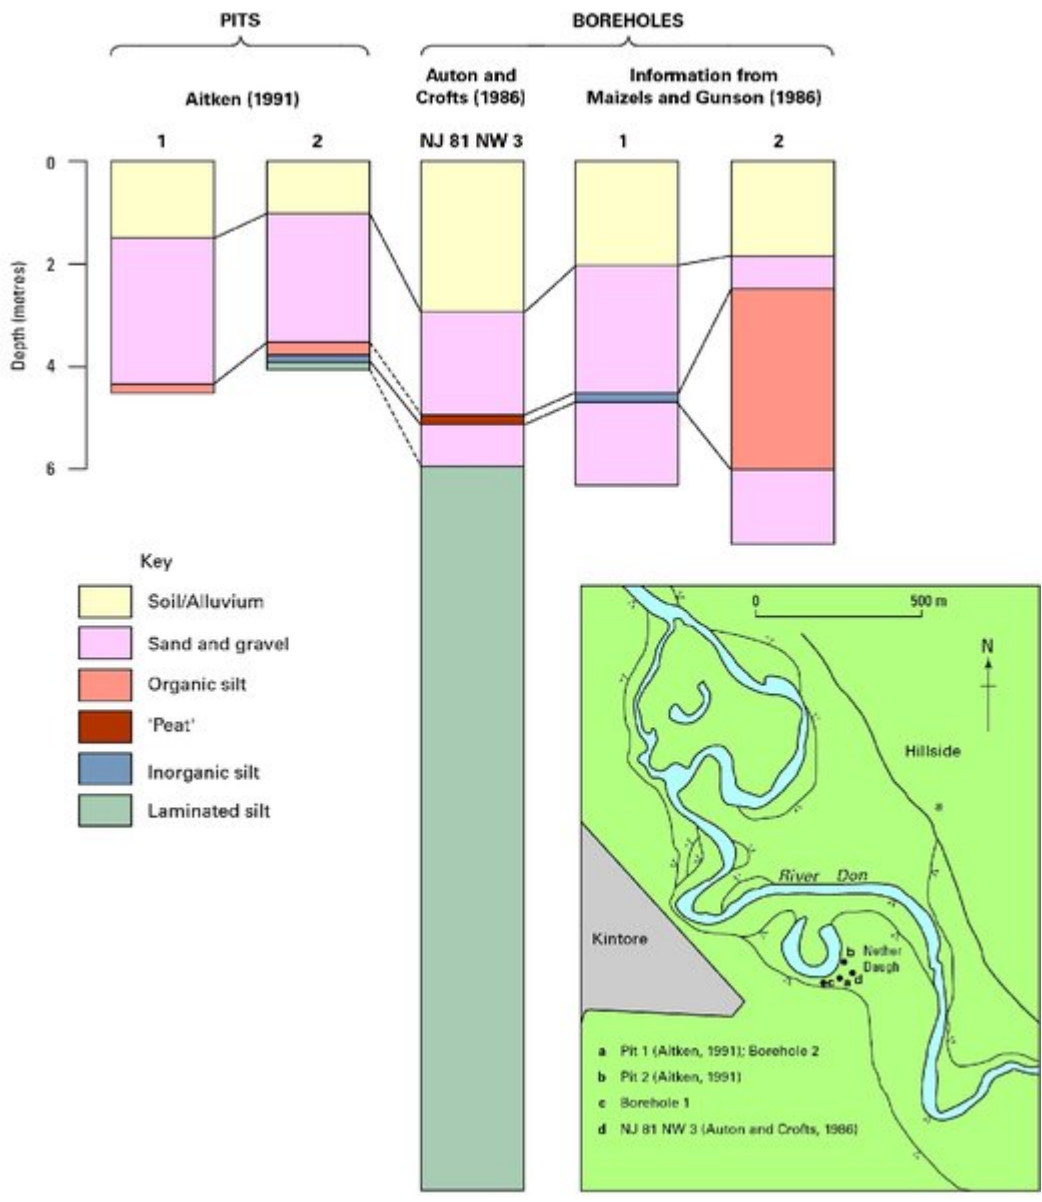 PITS
BOREHOLES
Aitken (1991)
Auton and
Crofts (1986)
Information from
Maizels and Gunson (1986)
1
2
NJ 81 NW 3
1
2
0
2
4
6
Depth (metres)
Key
Soil/Alluvium
Sand and gravel
Organic silt
'Peat'
Inorganic silt
Laminated silt
0
500 m
N
Hillside
River Don
Kintore
b
Nether
Daugh
c
a
d
a Pit 1 (Aitken, 1991); Borehole 2
b Pit 2 (Aitken, 1991)
c Borehole 1
d NJ 81 NW 3 (Auton and Crofts, 1986)